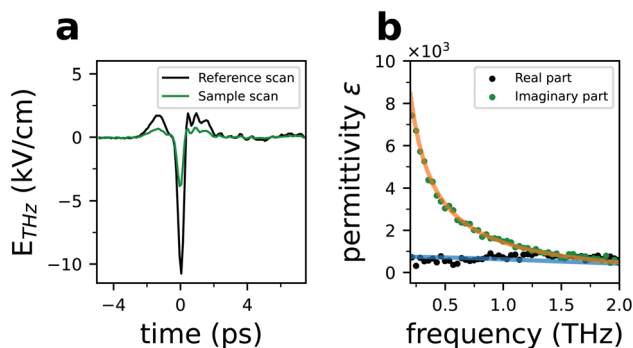 a
E_THz (kV/cm)
5
0
−5
−10
Reference scan
Sample scan
−4
0
4
time (ps)
b
×10³
permittivity ε
10
8
6
4
2
0
Real part
Imaginary part
0.5
1.0
1.5
2.0
frequency (THz)